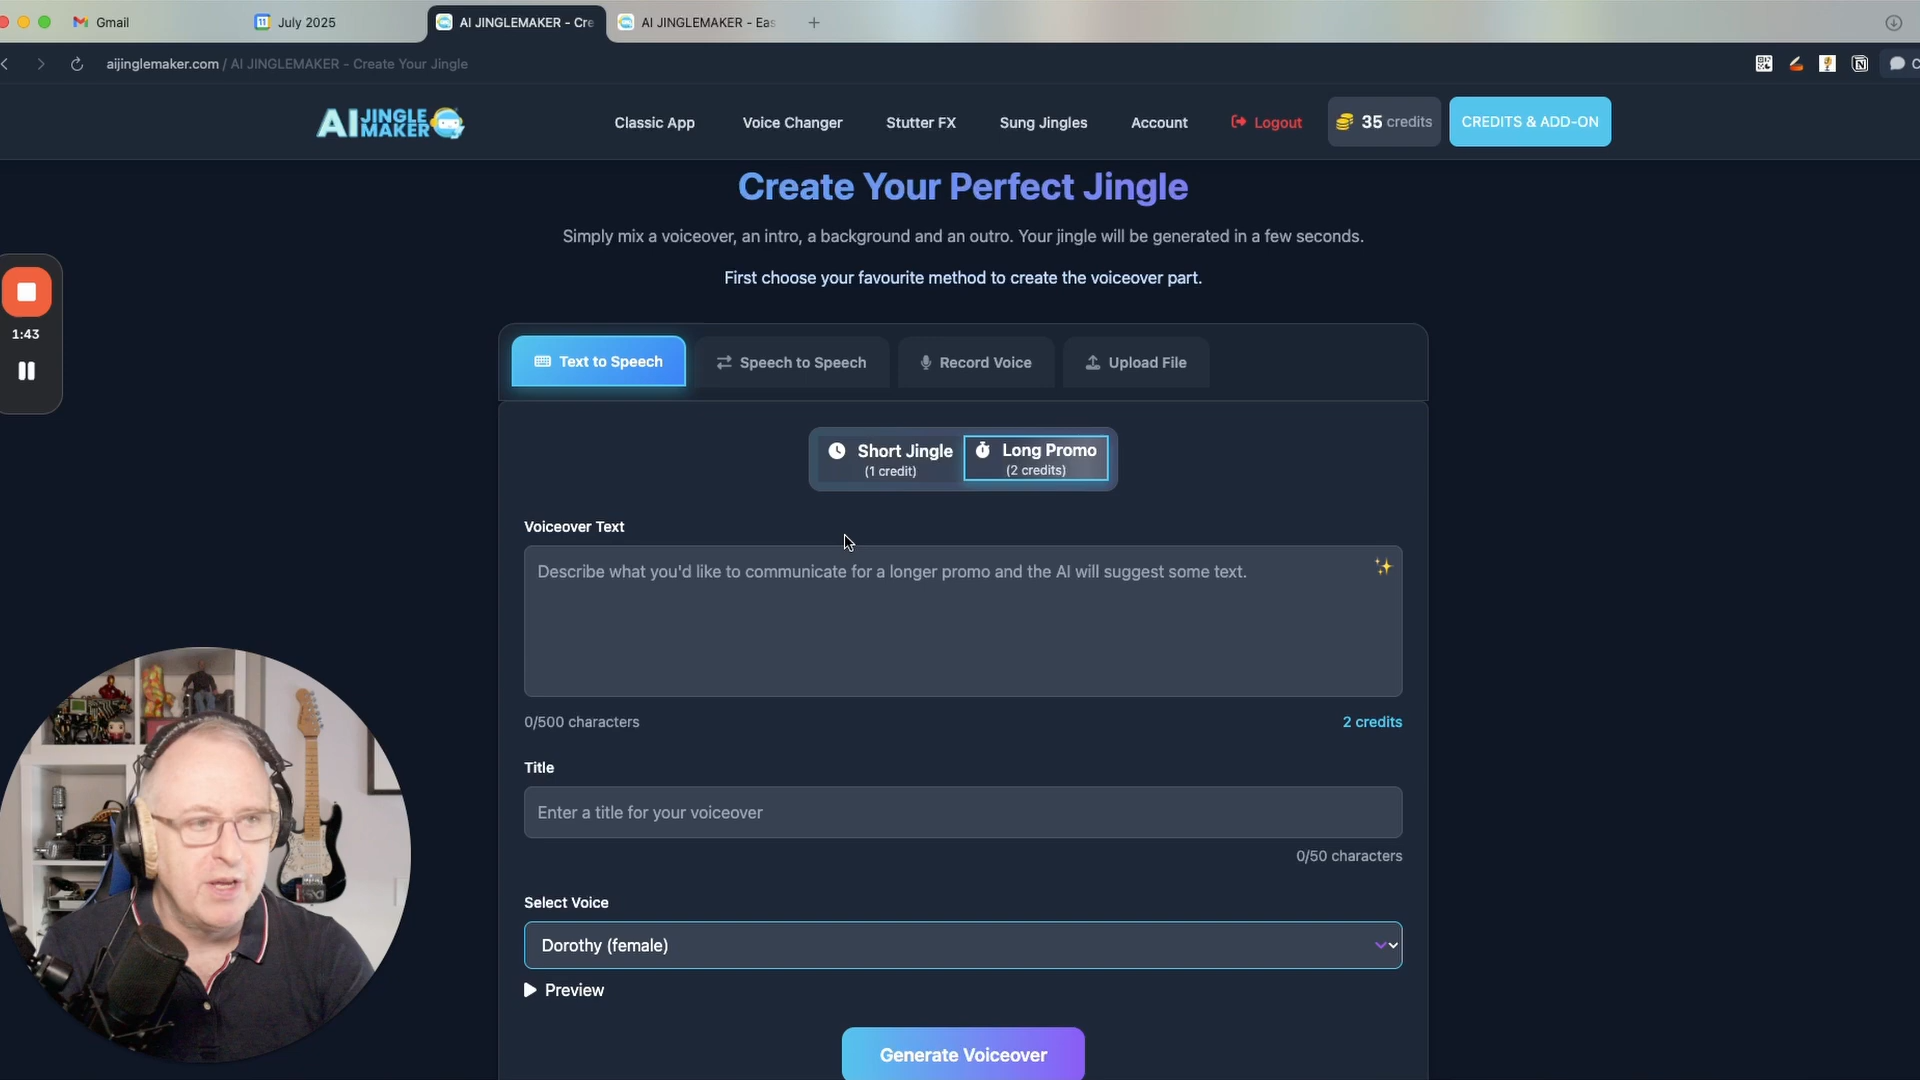 Gmail
July 2025
AI JINGLEMAKER - Cre
AI JINGLEMAKER - Eas
aijinglemaker.com / AI JINGLEMAKER - Create Your Jingle
AI JINGLE MAKER
Classic App
Voice Changer
Stutter FX
Sung Jingles
Account
Logout
35 credits
CREDITS & ADD-ON
Create Your Perfect Jingle
Simply mix a voiceover, an intro, a background and an outro. Your jingle will be generated in a few seconds.
First choose your favourite method to create the voiceover part.
1:43
Text to Speech
Speech to Speech
Record Voice
Upload File
Short Jingle
(1 credit)
Long Promo
(2 credits)
Voiceover Text
Describe what you'd like to communicate for a longer promo and the AI will suggest some text.
0/500 characters
2 credits
Title
Enter a title for your voiceover
0/50 characters
Select Voice
Dorothy (female)
Preview
Generate Voiceover